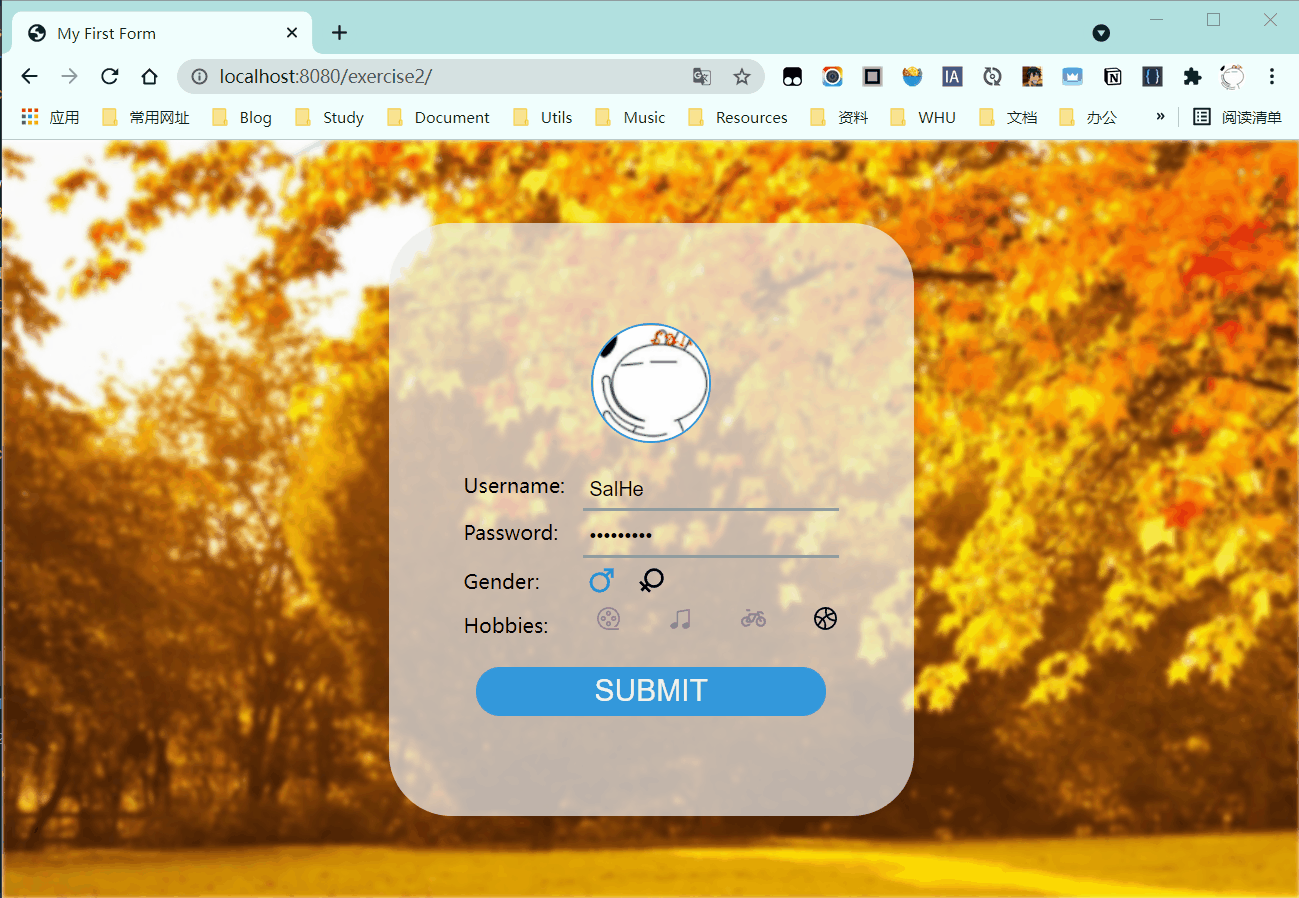 My First Form
localhost:8080/exercise2/
IA
应用 常用网址 Blog Study Document Utils Music Resources 资料 WHU 文档 办公 » 阅读清单
Username: SalHe
Password: •••••••••
Gender:
Hobbies:
SUBMIT